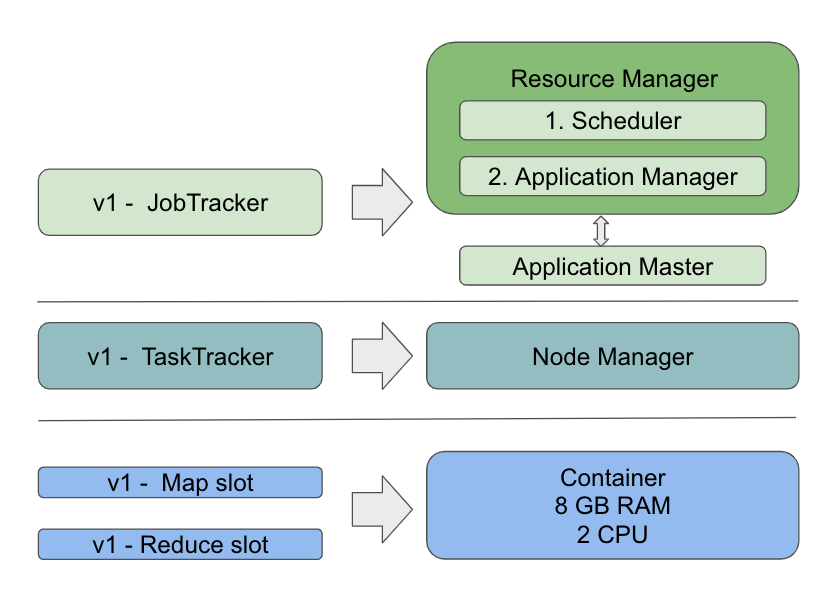 Resource Manager
1. Scheduler
2. Application Manager
v1 -  JobTracker
Application Master
v1 -  TaskTracker
Node Manager
v1 -  Map slot
v1 - Reduce slot
Container
8 GB RAM
2 CPU